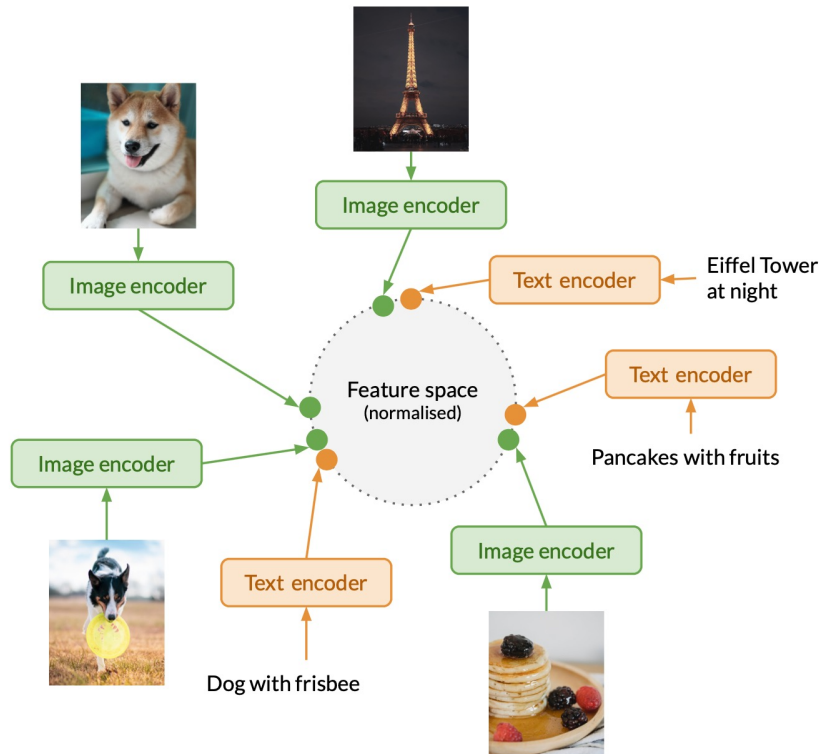 Image encoder
Image encoder
Text encoder
Eiffel Tower
at night
Feature space
(normalised)
Text encoder
Pancakes with fruits
Image encoder
Image encoder
Text encoder
Dog with frisbee